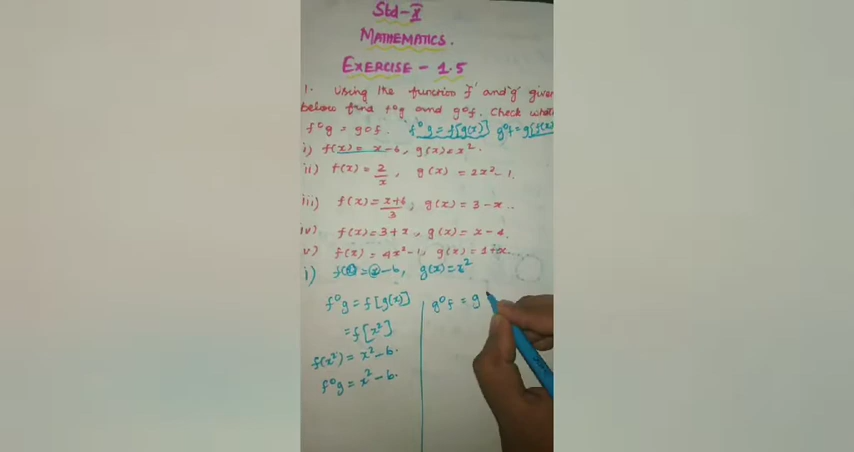 Std-X
MATHEMATICS.
EXERCISE - 1.5
1. Using the function 'f' and 'g' given
below find f°g and g°f. Check
f°g = g°f. f°g = f[g(x)] g°f = g[f(x)
i) f(x) = x-6, g(x) = x².
ii) f(x) = 2/x, g(x) = 2x²-1.
iii) f(x) = x+6/3, g(x) = 3-x..
iv) f(x) = 3+x, g(x) = x-4.
v) f(x) = 4x²-1, g(x) = 1+x..
i) f(x) = x-6, g(x) = x²
f°g = f[g(x)]
= f[x²]
f(x²) = x²-6.
f°g = x²-6.
g°f = g